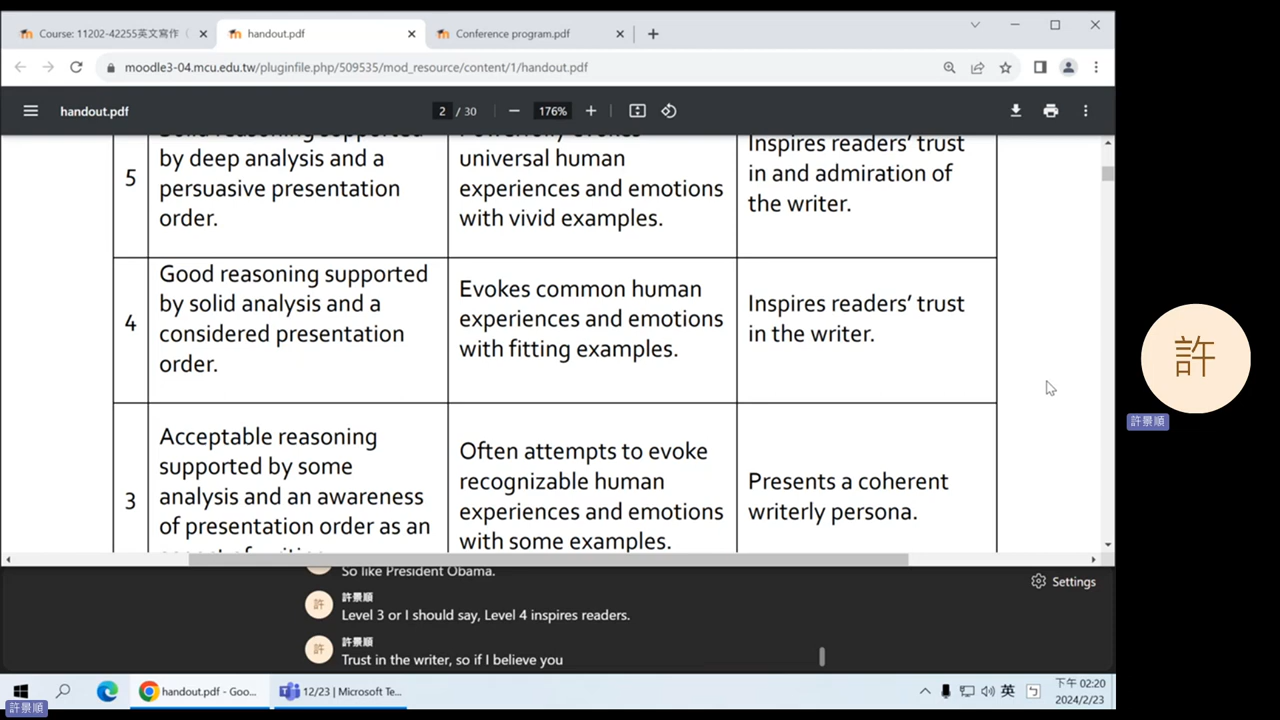 Course: 11202-42255英文寫作（
handout.pdf
Conference program.pdf
moodle3-04.mcu.edu.tw/pluginfile.php/509535/mod_resource/content/1/handout.pdf
handout.pdf
2 / 30
176%
5
by deep analysis and a
persuasive presentation
order.
universal human
experiences and emotions
with vivid examples.
Inspires readers’ trust
in and admiration of
the writer.
4
Good reasoning supported
by solid analysis and a
considered presentation
order.
Evokes common human
experiences and emotions
with fitting examples.
Inspires readers’ trust
in the writer.
3
Acceptable reasoning
supported by some
analysis and an awareness
of presentation order as an
Often attempts to evoke
recognizable human
experiences and emotions
with some examples.
Presents a coherent
writerly persona.
許
許景順
So like President Obama.
Settings
許
許景順
Level 3 or I should say, Level 4 inspires readers.
許
許景順
Trust in the writer, so if I believe you
handout.pdf - Goo...
12/23 | Microsoft Te...
英
下午 02:20
2024/2/23
許景順